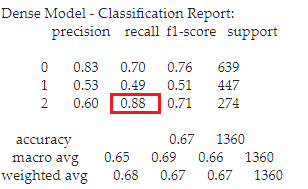 Dense Model - Classification Report:
precision recall f1-score support
0 0.83 0.70 0.76 639
1 0.53 0.49 0.51 447
2 0.60 0.88 0.71 274
accuracy 0.67 1360
macro avg 0.65 0.69 0.66 1360
weighted avg 0.68 0.67 0.67 1360